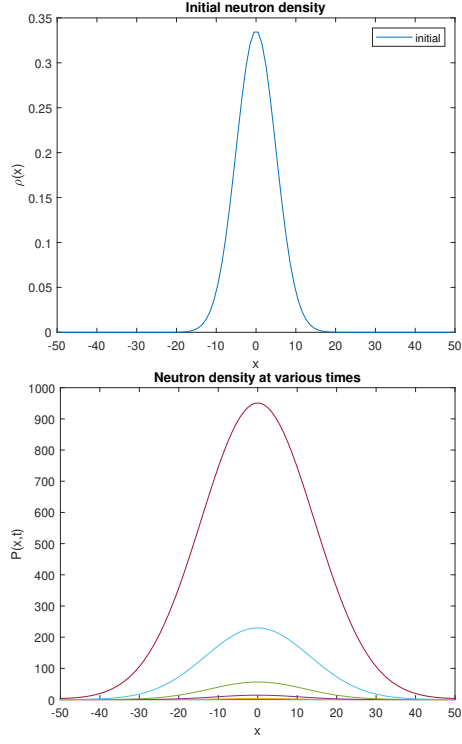 Initial neutron density
0.35
0.3
0.25
0.2
0.15
0.1
0.05
0
ρ(x)
initial
-50 -40 -30 -20 -10 0 10 20 30 40 50
x
Neutron density at various times
1000
900
800
700
600
500
400
300
200
100
0
P(x,t)
-50 -40 -30 -20 -10 0 10 20 30 40 50
x